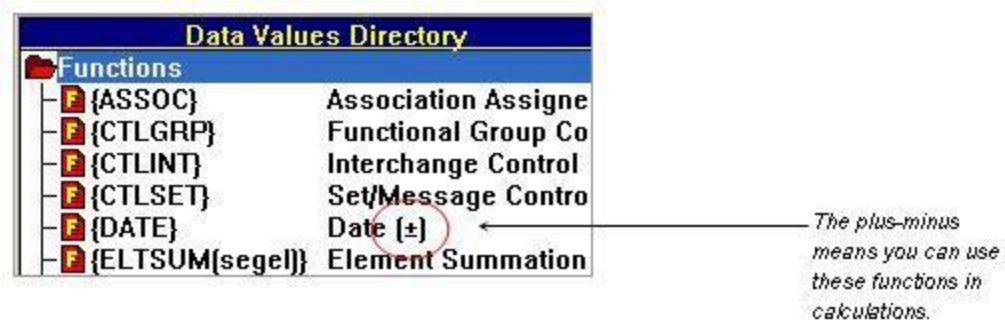 Data Values Directory
Functions
{ASSOC} Association Assigne
{CTLGRP} Functional Group Co
{CTLINT} Interchange Control
{CTLSET} Set/Message Contro
{DATE} Date (±)
{ELTSUM(segel)} Element Summation
The plus-minus
means you can use
these functions in
calculations.